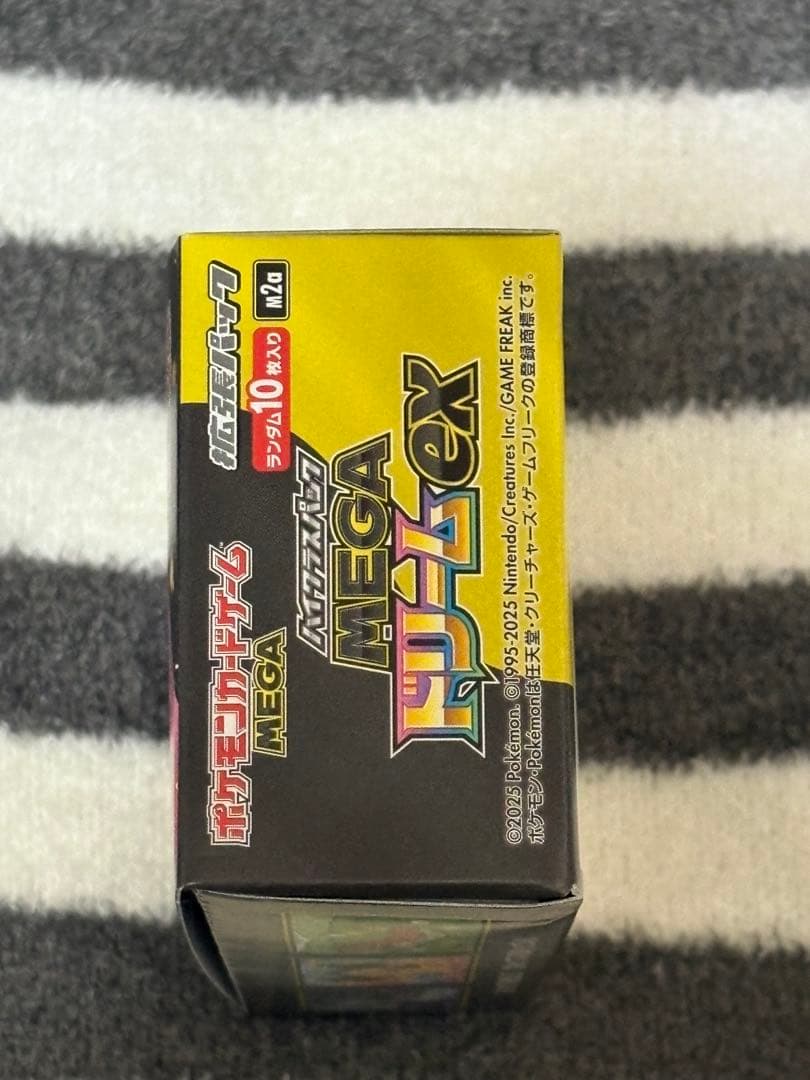 ポケモンカードゲーム™
MEGA
拡張パック
ランダム10枚入り
M2a
ハイクラスパック
MEGA
ドリームex
©2025 Pokémon. ©1995-2025 Nintendo/Creatures Inc./GAME FREAK inc.
ポケモン・Pokémonは任天堂・クリーチャーズ・ゲームフリークの登録商標です。